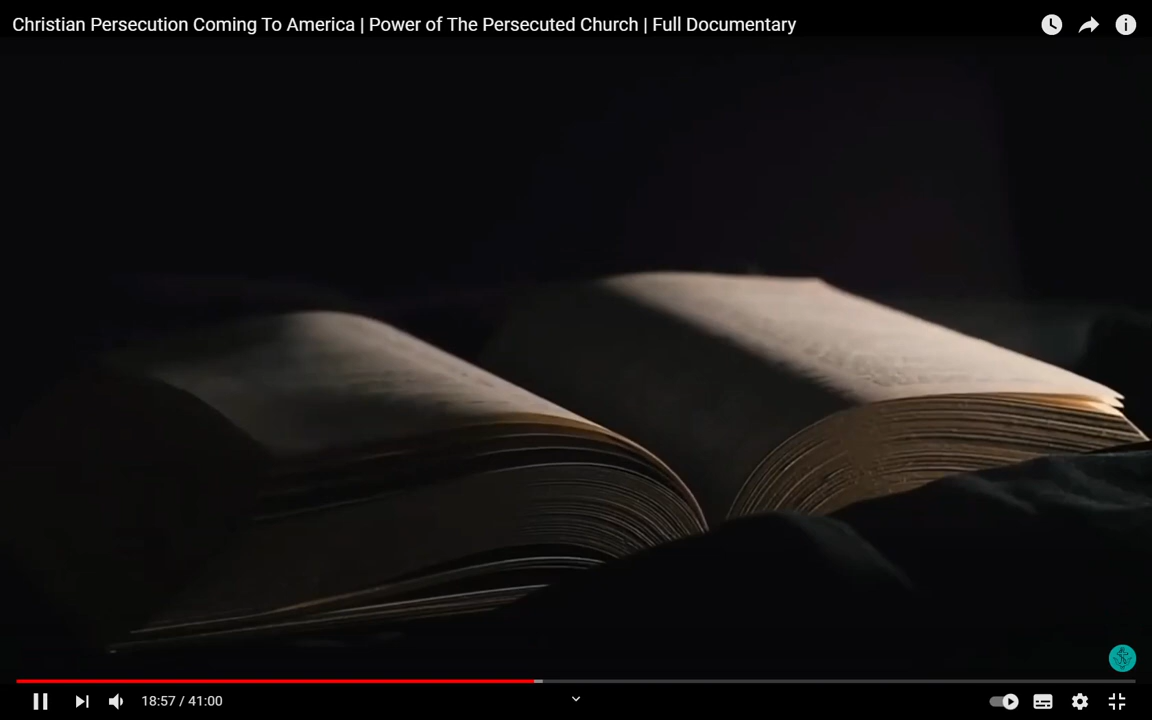 Christian Persecution Coming To America | Power of The Persecuted Church | Full Documentary
18:57 / 41:00